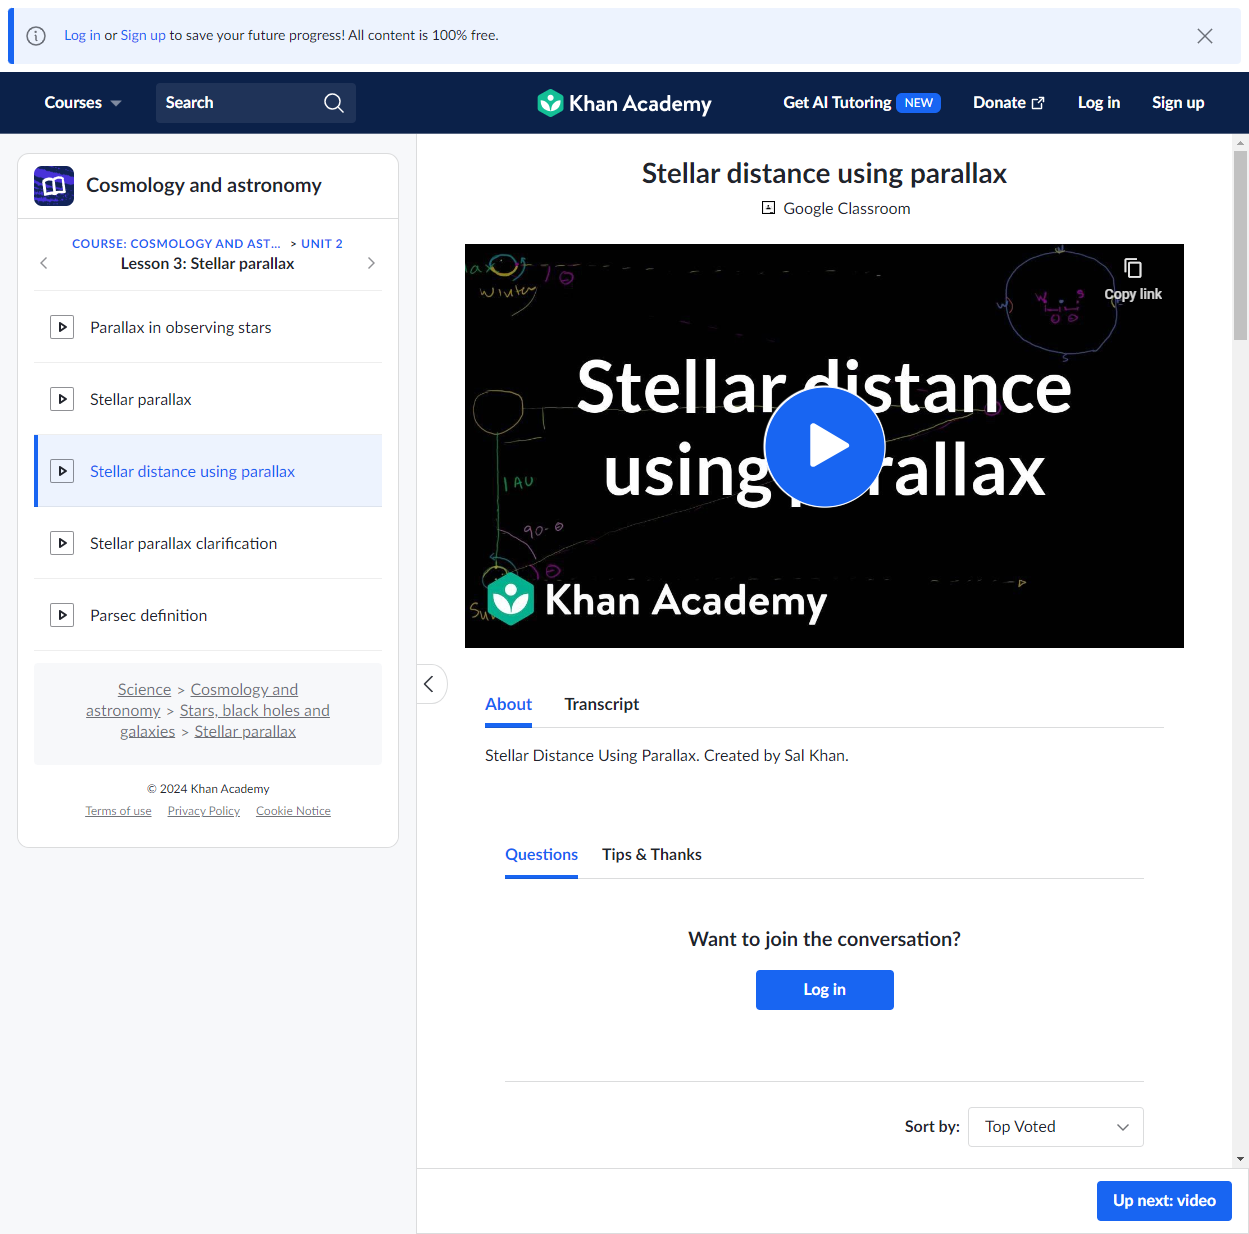 Log in or Sign up to save your future progress! All content is 100% free.
Courses
Search
Khan Academy
Get AI Tutoring NEW
Donate
Log in
Sign up
Cosmology and astronomy
COURSE: COSMOLOGY AND AST... > UNIT 2
Lesson 3: Stellar parallax
Parallax in observing stars
Stellar parallax
Stellar distance using parallax
Stellar parallax clarification
Parsec definition
Science > Cosmology and
astronomy > Stars, black holes and
galaxies > Stellar parallax
© 2024 Khan Academy
Terms of use Privacy Policy Cookie Notice
Stellar distance using parallax
Google Classroom
Winter
Copy link
W S
Stellar distance
using
1 AU
90-θ
Khan Academy
About
Transcript
Stellar Distance Using Parallax. Created by Sal Khan.
Questions
Tips & Thanks
Want to join the conversation?
Log in
Sort by: Top Voted
Up next: video